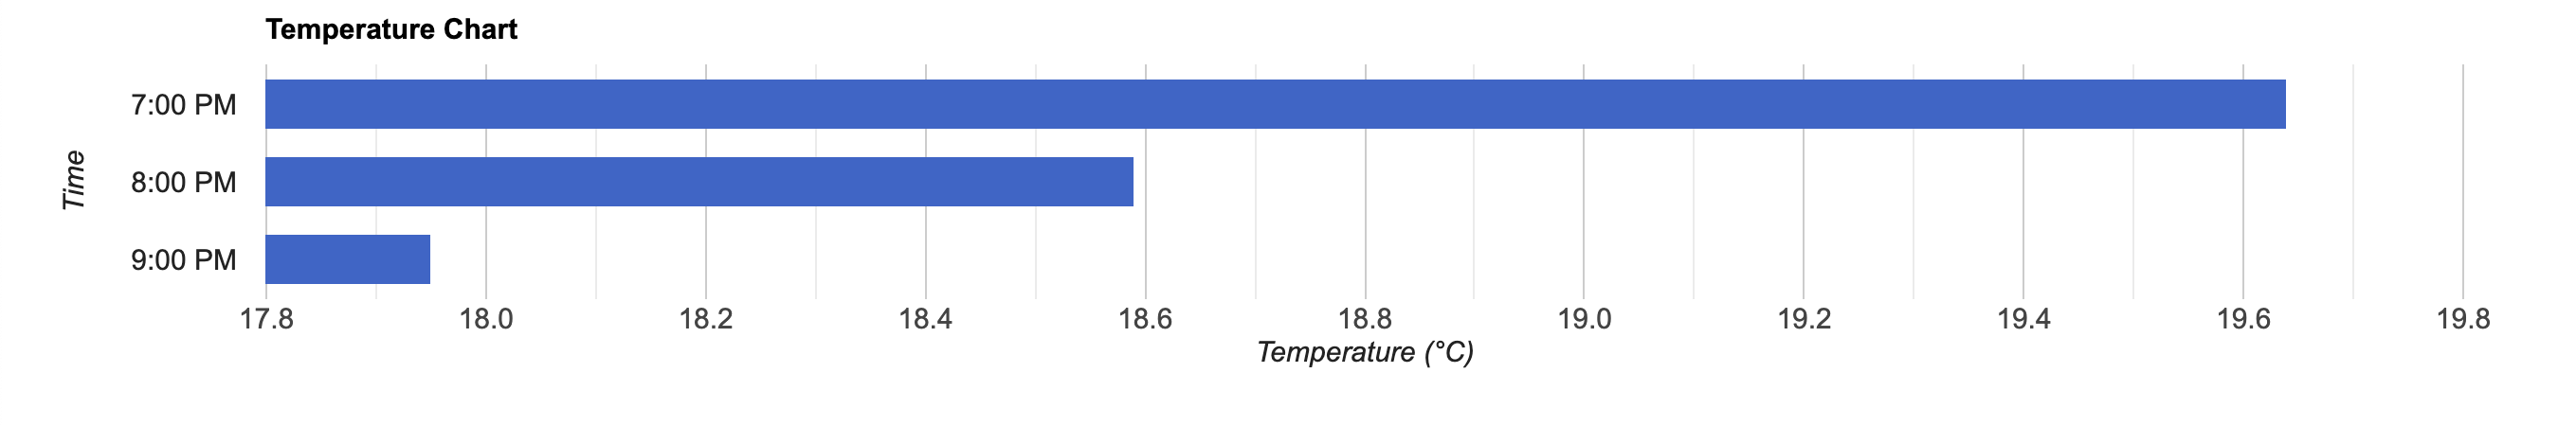 Temperature Chart
Time
7:00 PM
8:00 PM
9:00 PM
17.8 18.0 18.2 18.4 18.6 18.8 19.0 19.2 19.4 19.6 19.8
Temperature (°C)